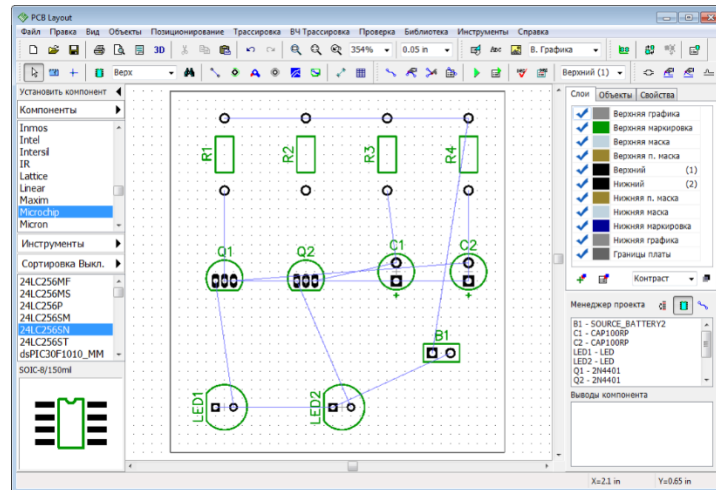 PCB Layout
Файл Правка Вид Объекты Позиционирование Трассировка ВЧ Трассировка Проверка Библиотека Инструменты Справка
3D 354% 0.05 in Abc В. Графика
Верх Верхний (1)
Установить компонент
Компоненты
Inmos
Intel
Intersil
IR
Lattice
Linear
Maxim
Microchip
Micron
Инструменты
Сортировка Выкл.
24LC256MF
24LC256MS
24LC256P
24LC256SM
24LC256SN
24LC256ST
dsPIC30F1010_MM
SOIC-8/150ml
R1
R2
R3
R4
Q1
Q2
C1
C2
+
+
B1
LED1
LED2
Слои Объекты Свойства
Верхняя графика
Верхняя маркировка
Верхняя маска
Верхняя п. маска
Верхний (1)
Нижний (2)
Нижняя п. маска
Нижняя маска
Нижняя маркировка
Нижняя графика
Границы платы
Контраст
Менеджер проекта
B1 - SOURCE_BATTERY2
C1 - CAP100RP
C2 - CAP100RP
LED1 - LED
LED2 - LED
Q1 - 2N4401
Q2 - 2N4401
Выводы компонента
X=2.1 in Y=0.65 in